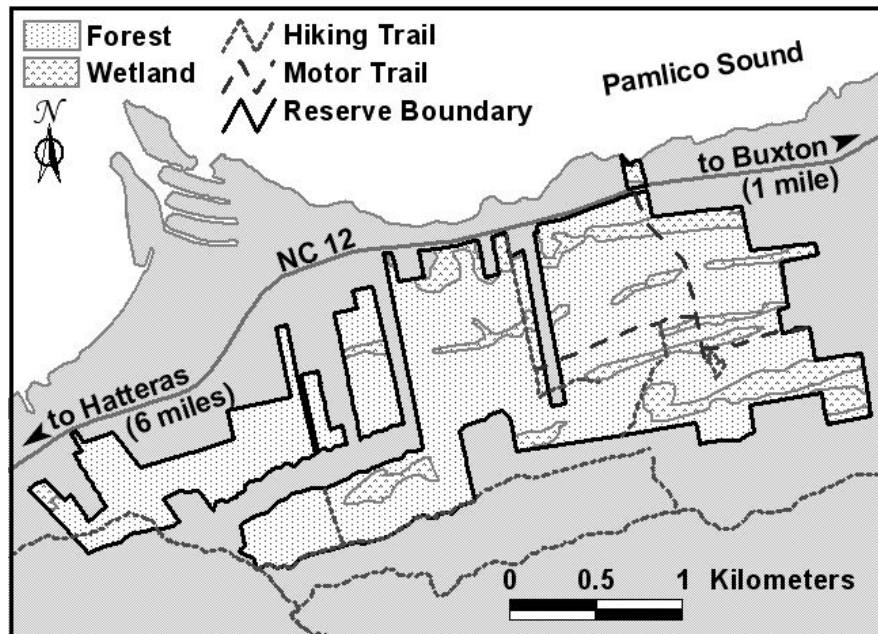 Forest
Wetland
Hiking Trail
Motor Trail
Reserve Boundary
N
Pamlico Sound
to Buxton
(1 mile)
NC 12
to Hatteras
(6 miles)
0 0.5 1 Kilometers